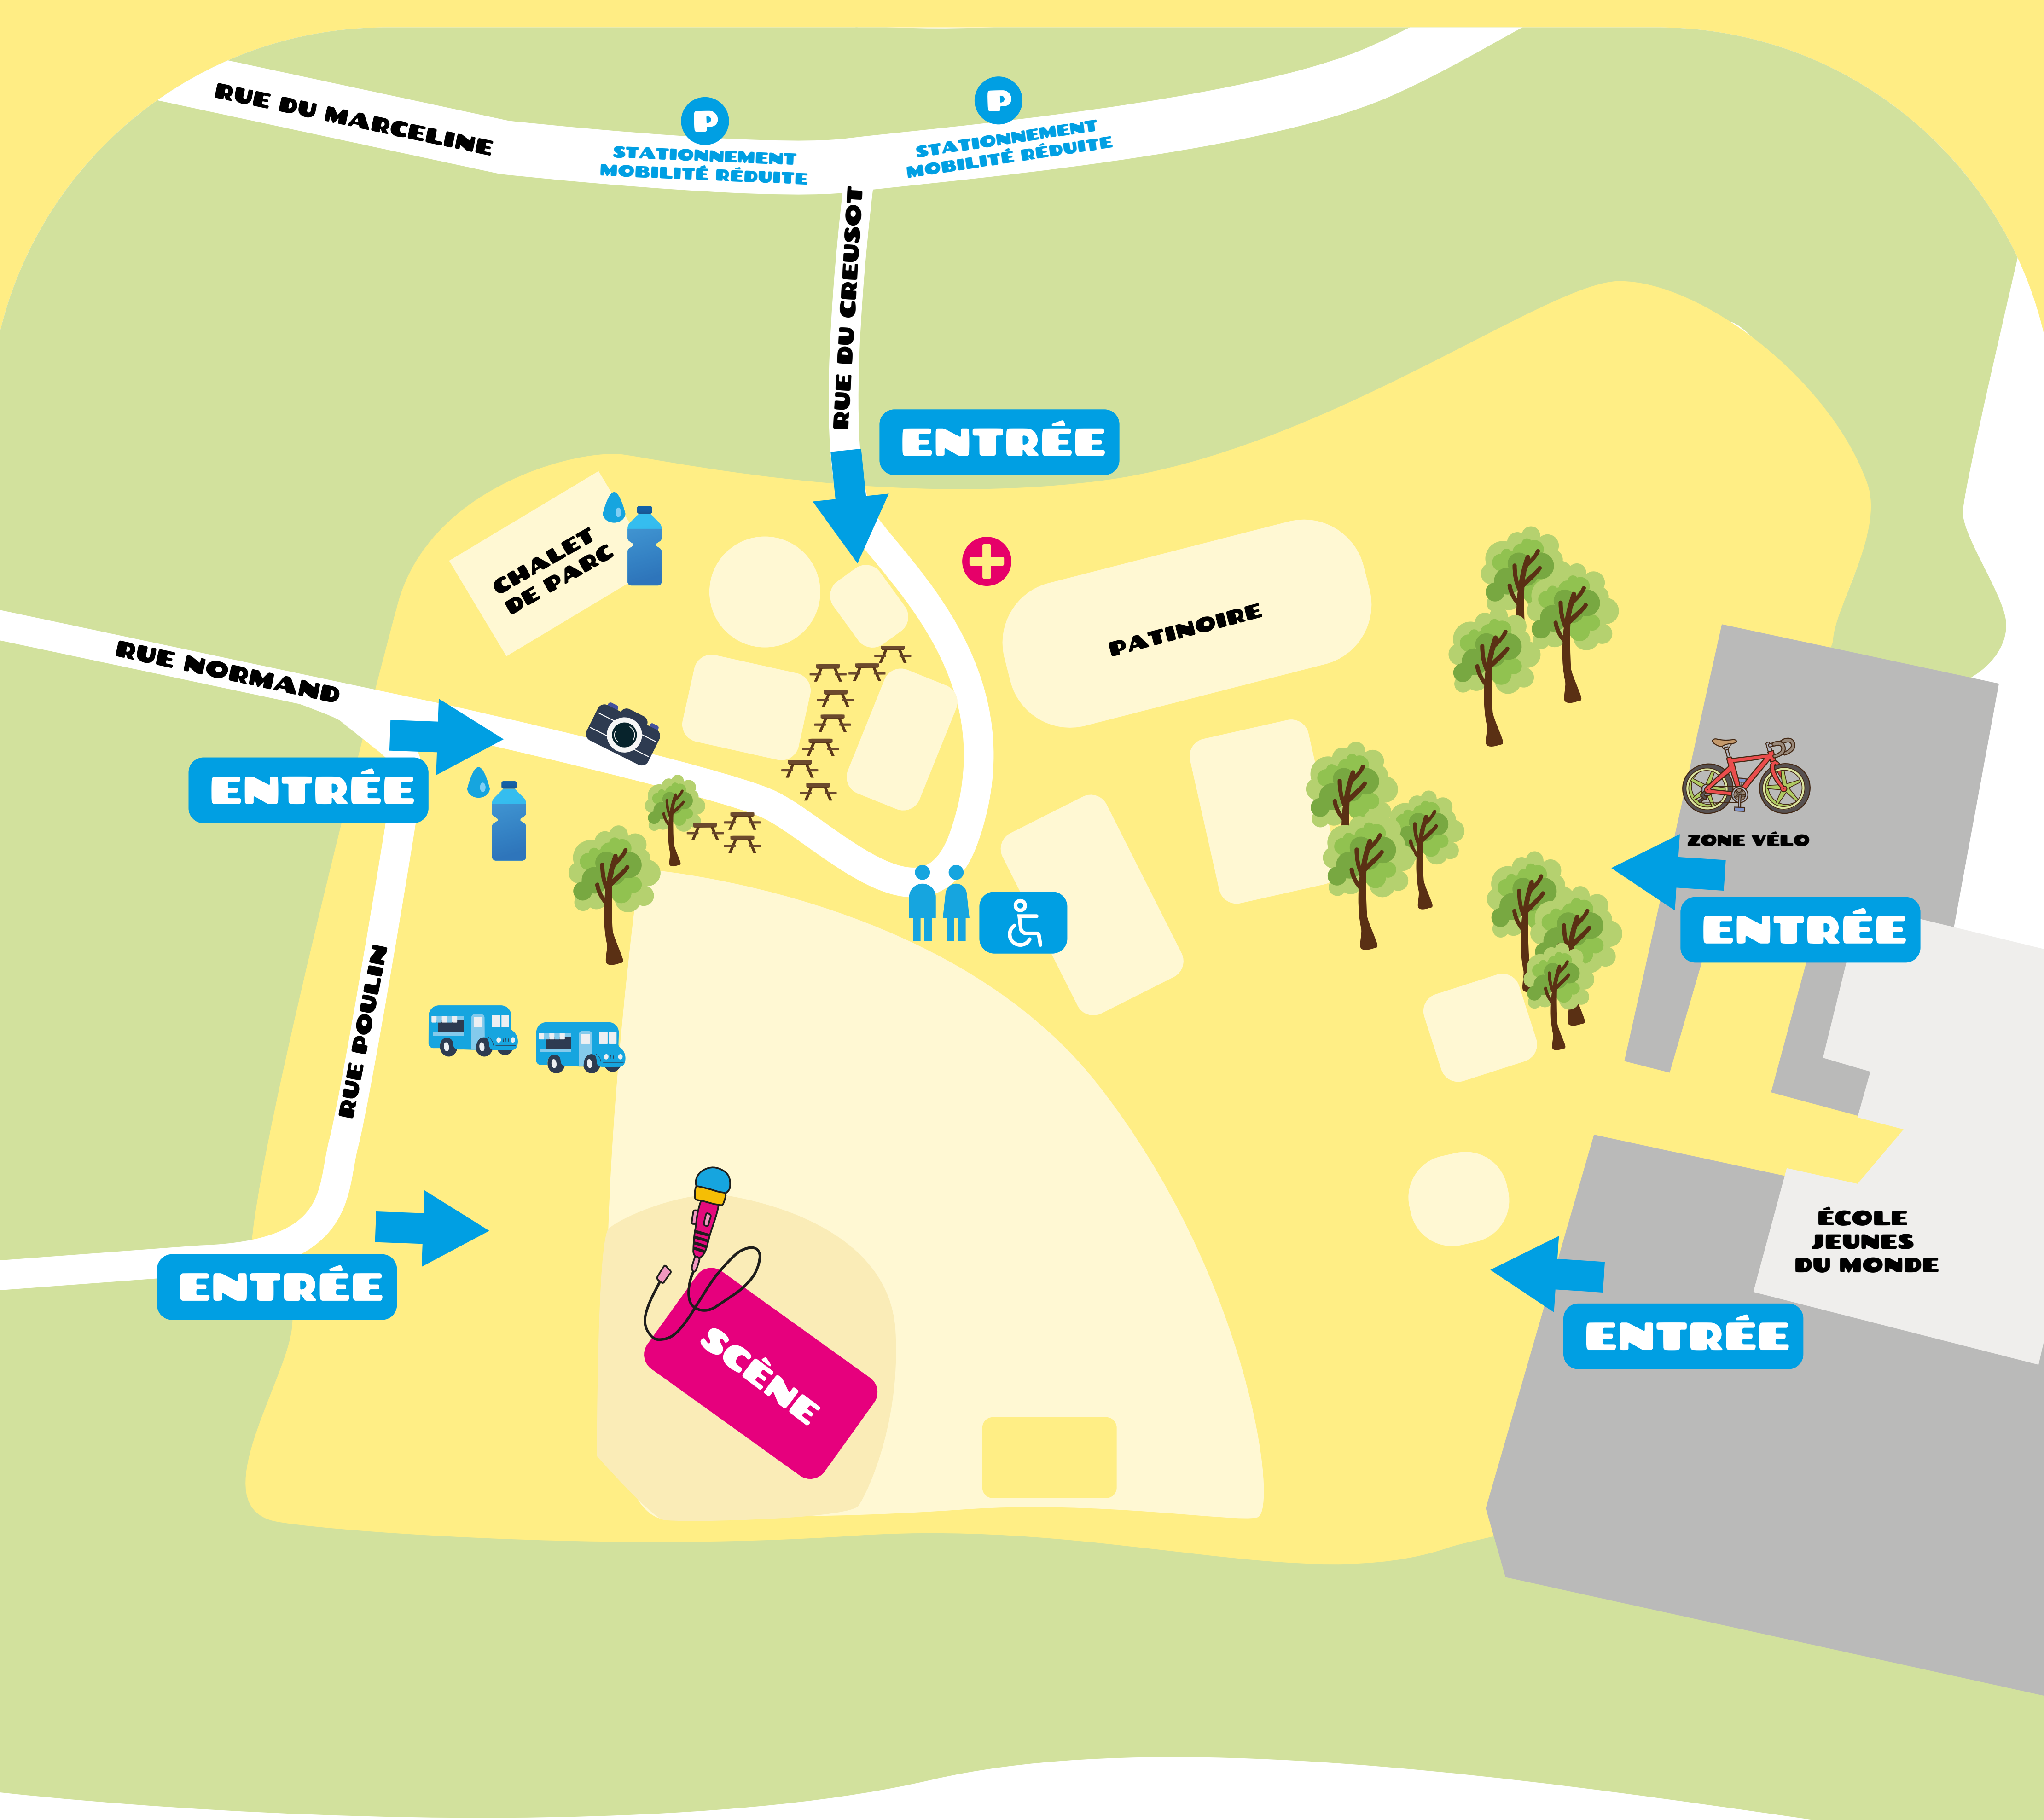 RUE DU MARCELINE
P
STATIONNEMENT
MOBILITÉ RÉDUITE
P
STATIONNEMENT
MOBILITÉ RÉDUITE
RUE DU CREUSOT
ENTRÉE
CHALET
DE PARC
PATINOIRE
RUE NORMAND
ENTRÉE
ZONE VÉLO
ENTRÉE
RUE POULIN
ENTRÉE
SCÈNE
ÉCOLE
JEUNES
DU MONDE
ENTRÉE